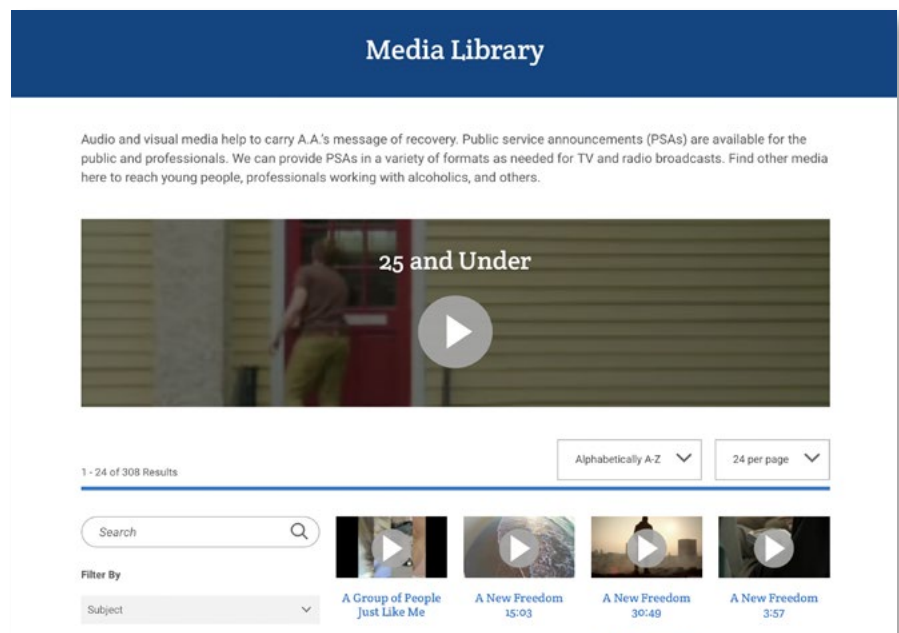 Media Library
Audio and visual media help to carry A.A.'s message of recovery. Public service announcements (PSAs) are available for the
public and professionals. We can provide PSAs in a variety of formats as needed for TV and radio broadcasts. Find other media
here to reach young people, professionals working with alcoholics, and others.
25 and Under
1 - 24 of 308 Results
Alphabetically A-Z
24 per page
Search
Filter By
Subject
A Group of People
Just Like Me
A New Freedom
15:03
A New Freedom
30:49
A New Freedom
3:57